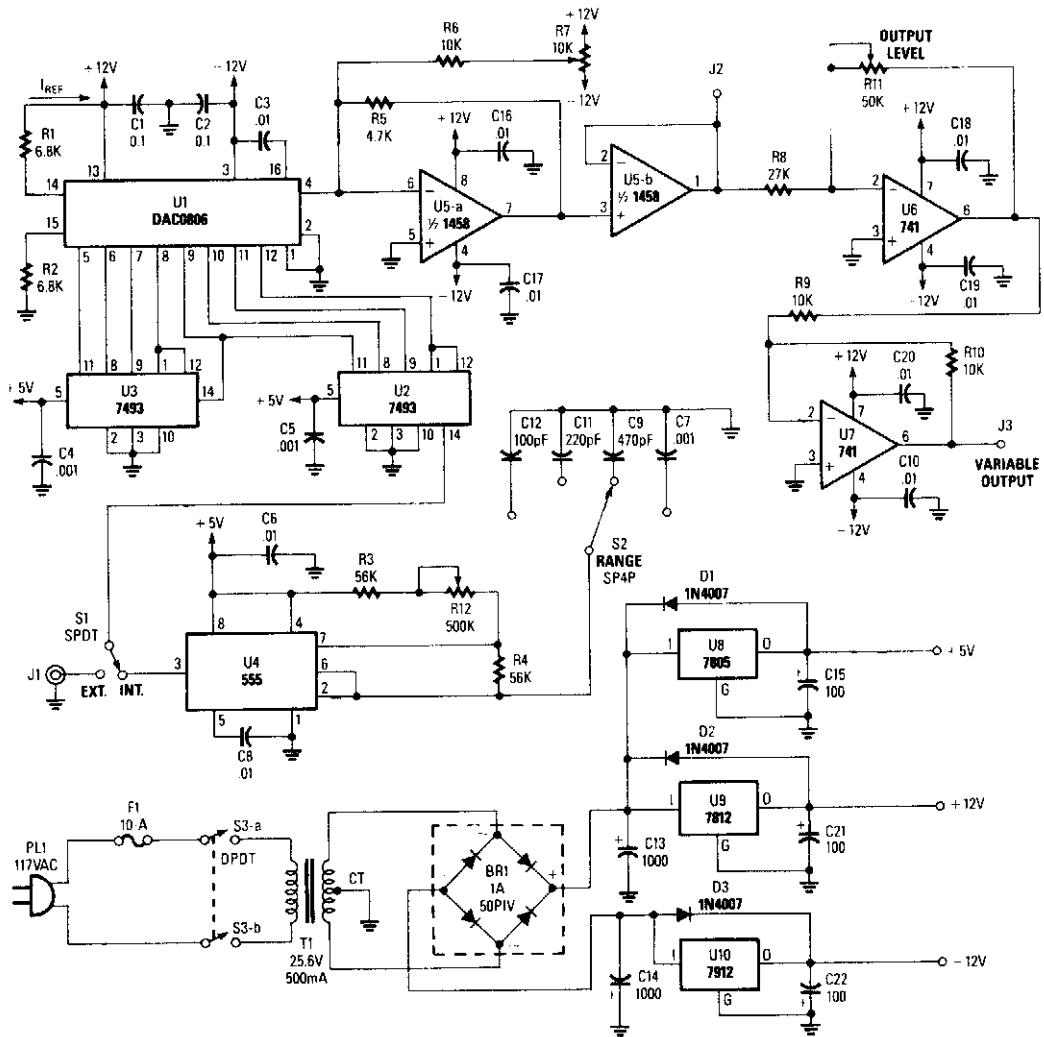 R6
10K
+12V
R7
10K
-12V
OUTPUT
LEVEL
R11
50K
J2
+12V
-12V
IREF
C3
.01
C1
0.1
C2
0.1
R1
6.8K
R5
4.7K
+12V
C16
.01
+12V
C18
.01
14
13
3
16
U1
DAC0806
4
15
2
5
6
7
8
9
10
11
12
1
R2
6.8K
6
5
8
U5-a
½ 1458
7
4
-12V
C17
.01
2
3
U5-b
½ 1458
1
R8
27K
2
3
7
U6
741
6
4
-12V
C19
.01
R9
10K
R10
10K
+5V
5
11
8
9
1
12
U3
7493
14
2
3
10
C4
.001
+5V
5
11
8
9
1
12
U2
7493
2
3
10
14
C5
.001
C12
100pF
C11
220pF
C9
470pF
C7
.001
+12V
C20
.01
2
3
7
U7
741
6
4
-12V
C10
.01
J3
VARIABLE
OUTPUT
S2
RANGE
SP4P
+5V
C6
.01
R3
56K
R12
500K
S1
SPDT
J1
EXT.
INT.
8
4
3
U4
555
7
6
2
5
1
R4
56K
C8
.01
D1
1N4007
I
U8
7805
O
G
+5V
C15
100
D2
1N4007
I
U9
7812
O
G
+12V
+
C13
1000
+
C21
100
D3
1N4007
I
U10
7912
O
G
-12V
C14
1000
+
C22
100
+
PL1
117VAC
F1
10-A
S3-a
DPDT
S3-b
CT
T1
25.6V
500mA
BR1
1A
50PIV
+